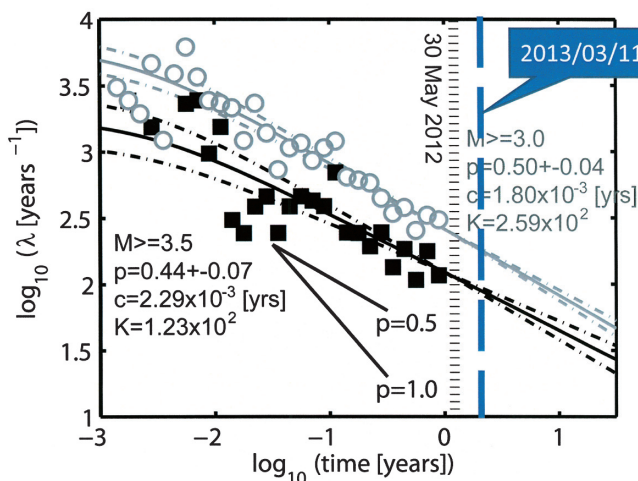 4
3.5
3
2.5
2
1.5
1
log10 (λ [years⁻¹])
30 May 2012
2013/03/11
M>=3.0
p=0.50+-0.04
c=1.80x10⁻³ [yrs]
K=2.59x10²
M>=3.5
p=0.44+-0.07
c=2.29x10⁻³ [yrs]
K=1.23x10²
p=0.5
p=1.0
−3 −2 −1 0 1
log10 (time [years])